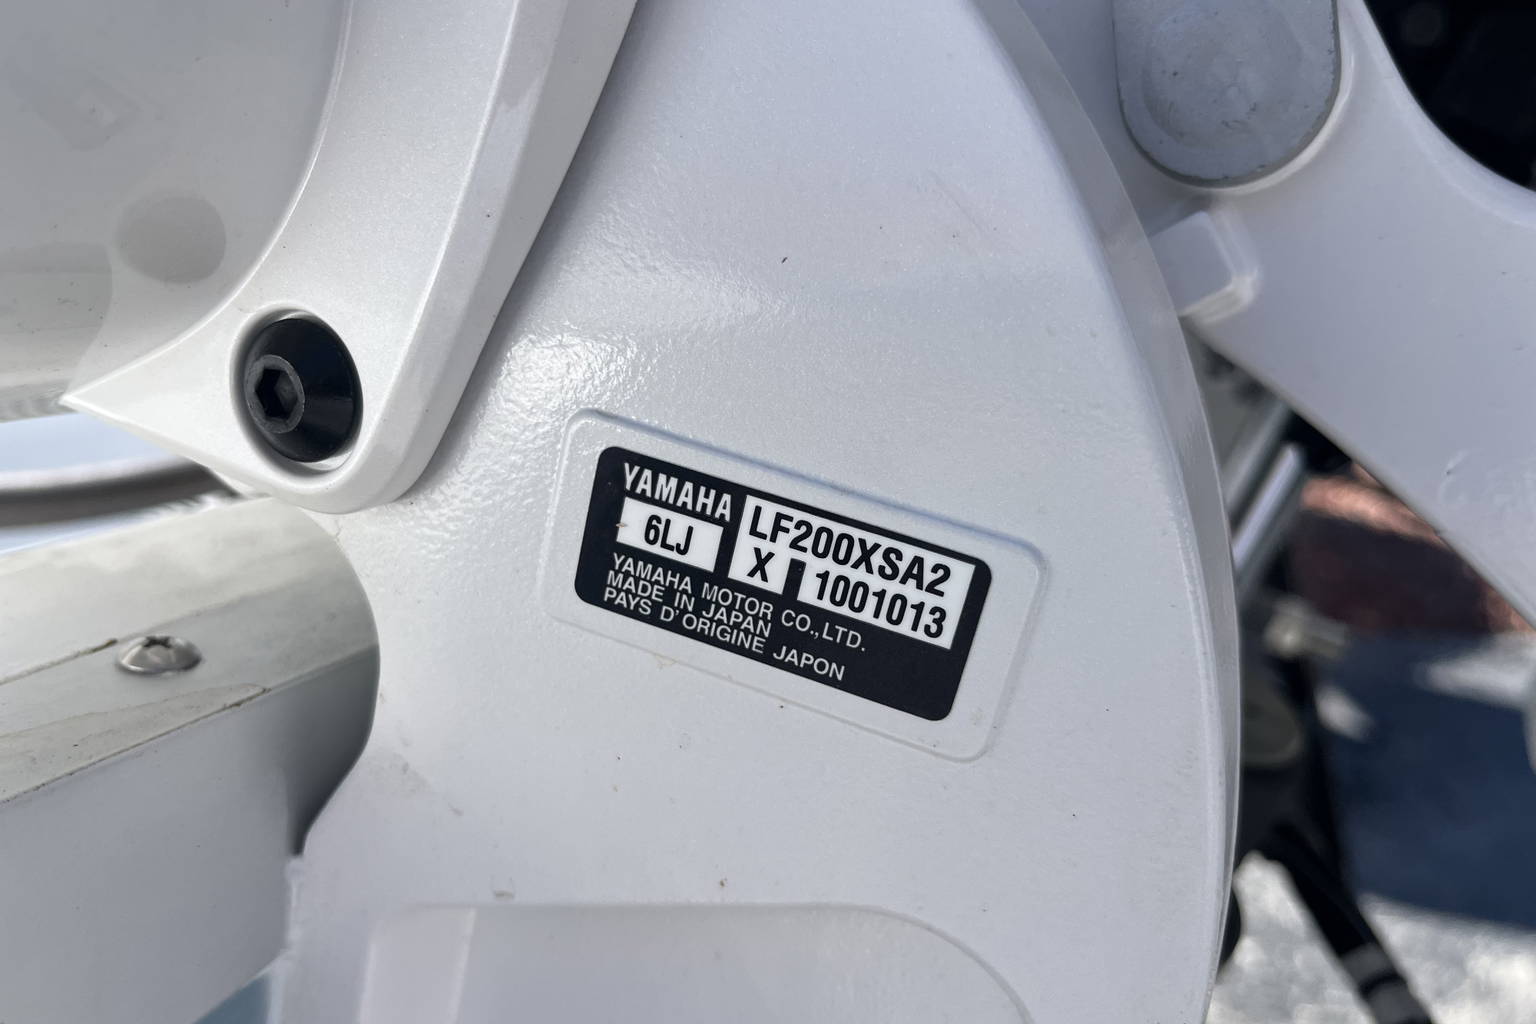 YAMAHA
6LJ
LF200XSA2
X 1001013
YAMAHA MOTOR CO.,LTD.
MADE IN JAPAN
PAYS D'ORIGINE JAPON